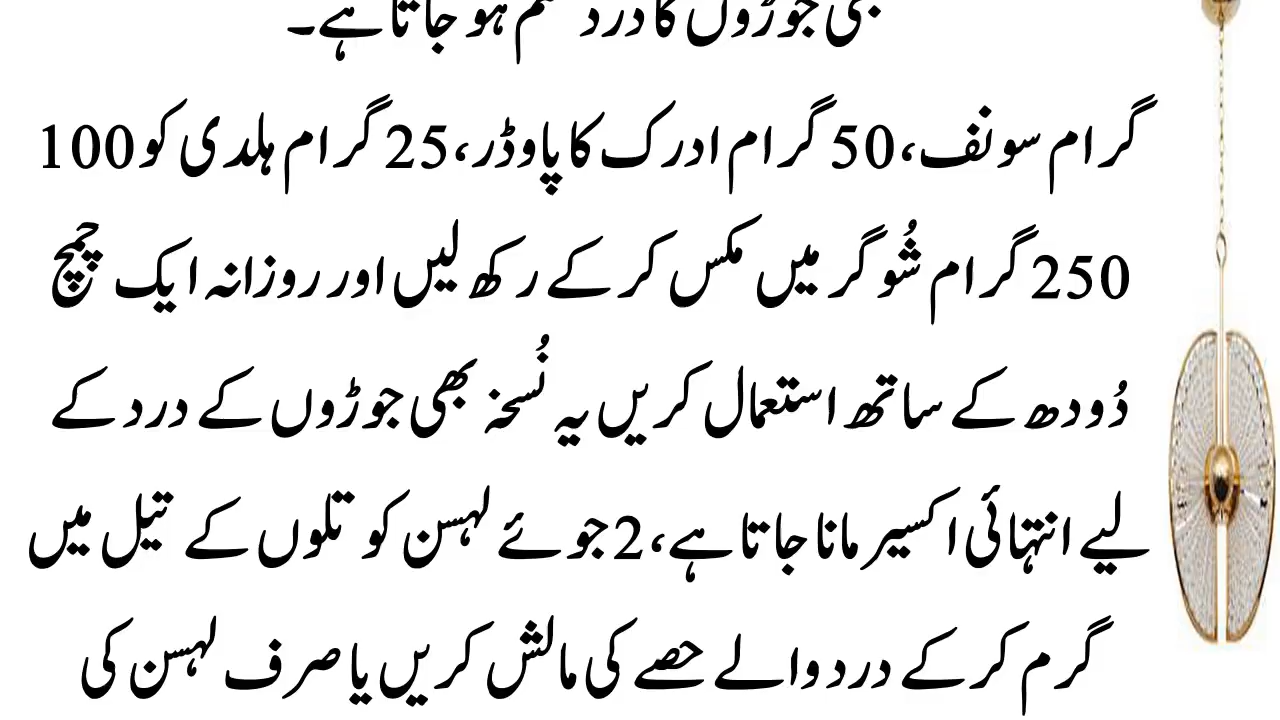 بھی جوڑوں کا درد ختم ہو جاتا ہے۔
گرام سونف، 50 گرام ادرک کا پاوڈر، 25 گرام ہلدی کو 100
250 گرام شُوگر میں مکس کر کے رکھ لیں اور روزانہ ایک چمچ
دُودھ کے ساتھ استعمال کریں یہ نُسخہ بھی جوڑوں کے درد کے
لیے انتہائی اکسیر مانا جاتا ہے، 2 جوئے لہسن کو تلوں کے تیل میں
گرم کر کے درد والے حصے کی مالش کریں یا صرف لہسن کی